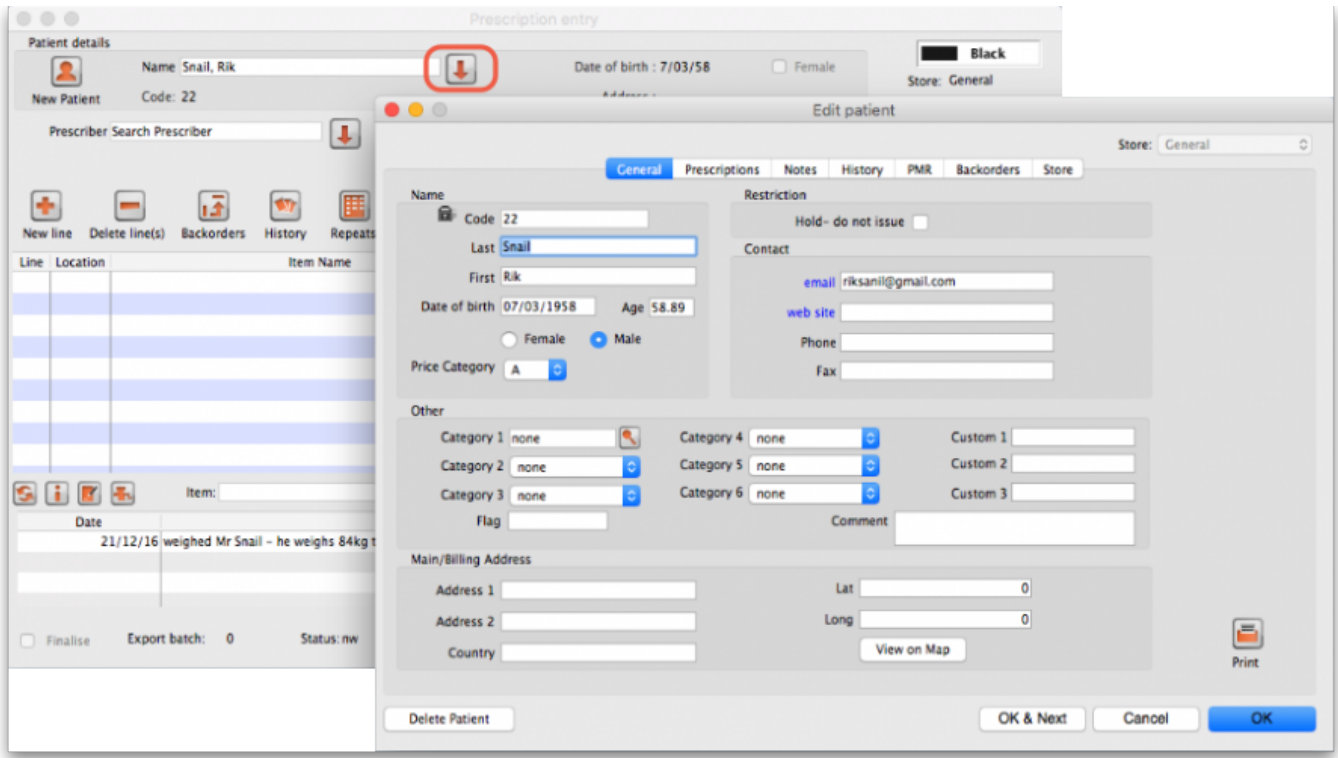 Prescription entry
Patient details
Name Snail, Rik
Date of birth : 7/03/58
Female
Black
New Patient
Code: 22
Store: General
Prescriber Search Prescriber
New line Delete line(s) Backorders History Repeats
Line Location Item Name
Item:
Date
21/12/16 weighed Mr Snail - he weighs 84kg
Finalise Export batch: 0 Status: nw
Edit patient
Store: General
General Prescriptions Notes History PMR Backorders Store
Name
Code 22
Last Snail
First Rik
Date of birth 07/03/1958 Age 58.89
Female Male
Price Category A
Restriction
Hold- do not issue
Contact
email riksanil@gmail.com
web site
Phone
Fax
Other
Category 1 none Category 4 none Custom 1
Category 2 none Category 5 none Custom 2
Category 3 none Category 6 none Custom 3
Flag Comment
Main/Billing Address
Address 1 Lat 0
Address 2 Long 0
Country View on Map
Print
Delete Patient OK & Next Cancel OK